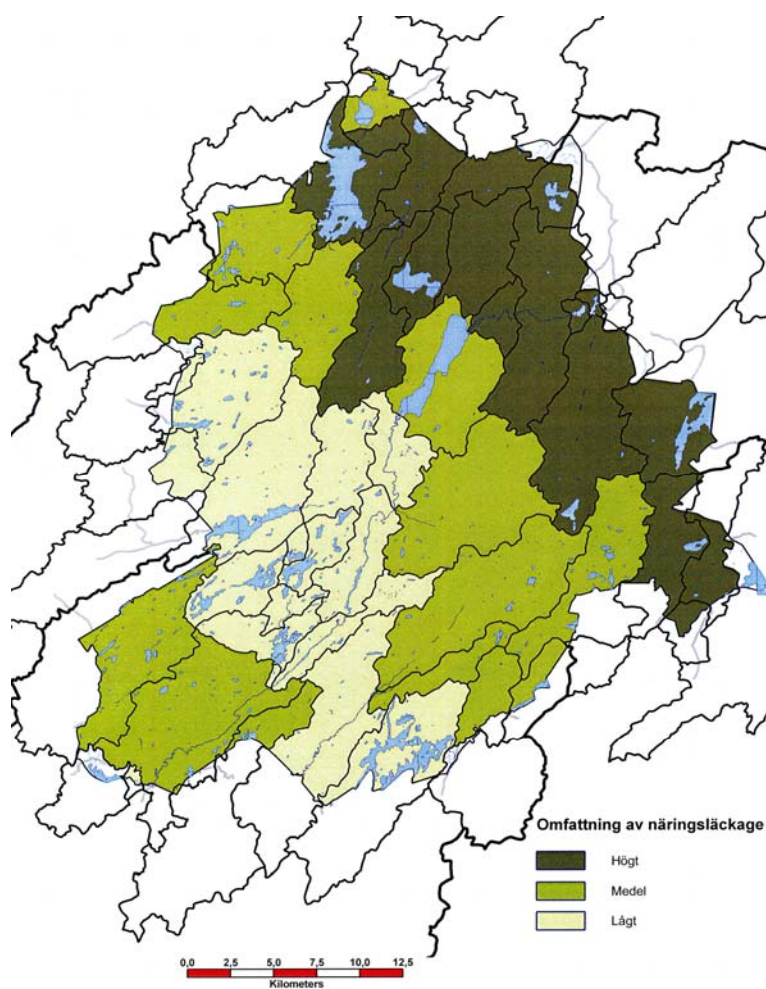 Omfattning av näringsläckage
Högt
Medel
Lågt
0,0 2,5 5,0 7,5 10,0 12,5
Kilometers